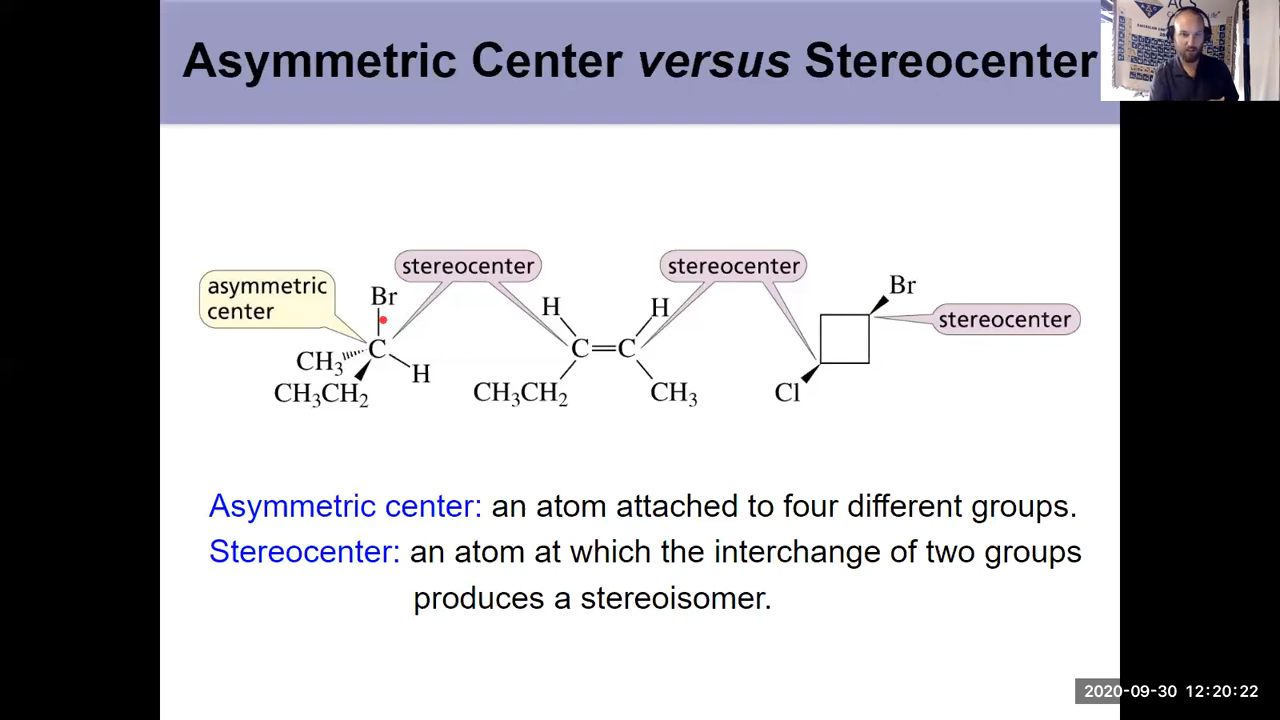 Asymmetric Center versus Stereocenter
ACS
asymmetric
center
stereocenter
stereocenter
stereocenter
Br
C
H
CH₃
CH₃CH₂
H
H
C=C
CH₃CH₂
CH₃
Br
Cl
Asymmetric center: an atom attached to four different groups.
Stereocenter: an atom at which the interchange of two groups
produces a stereoisomer.
2020-09-30 12:20:22